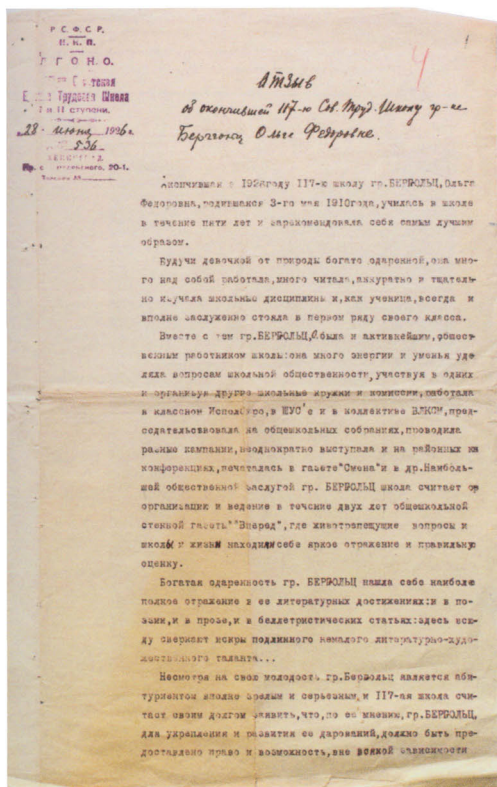 Р.С.Ф.С.Р.
Н.К.П.
ГОНО.
Трудовая Школа
I и II ступени.
28 июня 1926 г.
№ 536
20-1.
4
Отзыв
об окончившей 117-ю Сов. Труд. Школу гр-ке
Берггольц Ольге Федоровне.
Окончившая в 1926году 117-ю школу гр.БЕРГОЛЬЦ,Ольга
Федоровна,родившаяся 3-го мая 1910года,училась в школе
в течение пяти лет и зарекомендовала себя самым лучшим
образом.
Будучи девочкой от природы богато одаренной,она мно-
го над собой работала,много читала,аккуратно и тщатель-
но изучала школьные дисциплины и,как ученица,всегда и
вполне заслуженно стояла в первом ряду своего класса.
Вместе с тем гр.БЕРГОЛЬЦ,О.была и активнейшим,общест-
венным работником школы:она много энергии и уменья уде
ляла вопросам школьной общественности,участвуя в одних
и организуя другие школьные кружки и комиссии,работала
в классном Исполбюро,в ШУС'е и в коллективе ВЛКСМ,пред-
седательствовала на общешкольных собраниях,проводила
разные кампании,неоднократно выступала и на районных
конференциях,печаталась в газете"Смена"и в др.Наиболь-
шей общественной заслугой гр. БЕРГОЛЬЦ школа считает ее
организацию и ведение в течение двух лет общешкольной
стенной газеты "Вперед",где животрепещущие вопросы и
школы и жизни находили себе яркое отражение и правильную
оценку.
Богатая одаренность гр. БЕРГОЛЬЦ нашла себе наиболее
полное отражение в ее литературных достижениях:и в по-
эзии,и в прозе,и в беллетристических статьях:здесь всю-
ду сверкают искры подлинного немалого литературно-худо-
жественного таланта...
Несмотря на свою молодость гр.Бергольц является аби-
туриентом вполне зрелым и серьезным,и 117-ая школа счи-
тает своим долгом заявить,что,по ее мнению,гр.БЕРГОЛЬЦ,
для укрепления и развития ее дарований,должно быть пре-
доставлено право и возможность,вне всякой зависимости